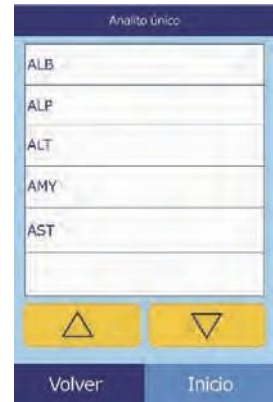 Analito único
ALB
ALP
ALT
AMY
AST
Volver Inicio